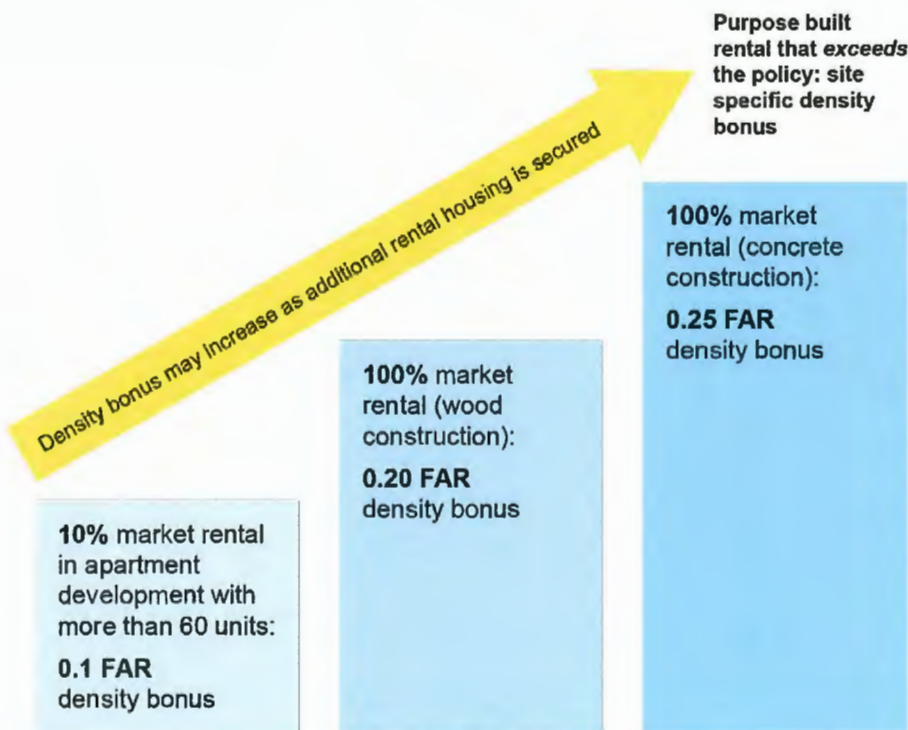 Purpose built
rental that exceeds
the policy: site
specific density
bonus
Density bonus may increase as additional rental housing is secured
100% market
rental (concrete
construction):
0.25 FAR
density bonus
100% market
rental (wood
construction):
0.20 FAR
density bonus
10% market rental
in apartment
development with
more than 60 units:
0.1 FAR
density bonus